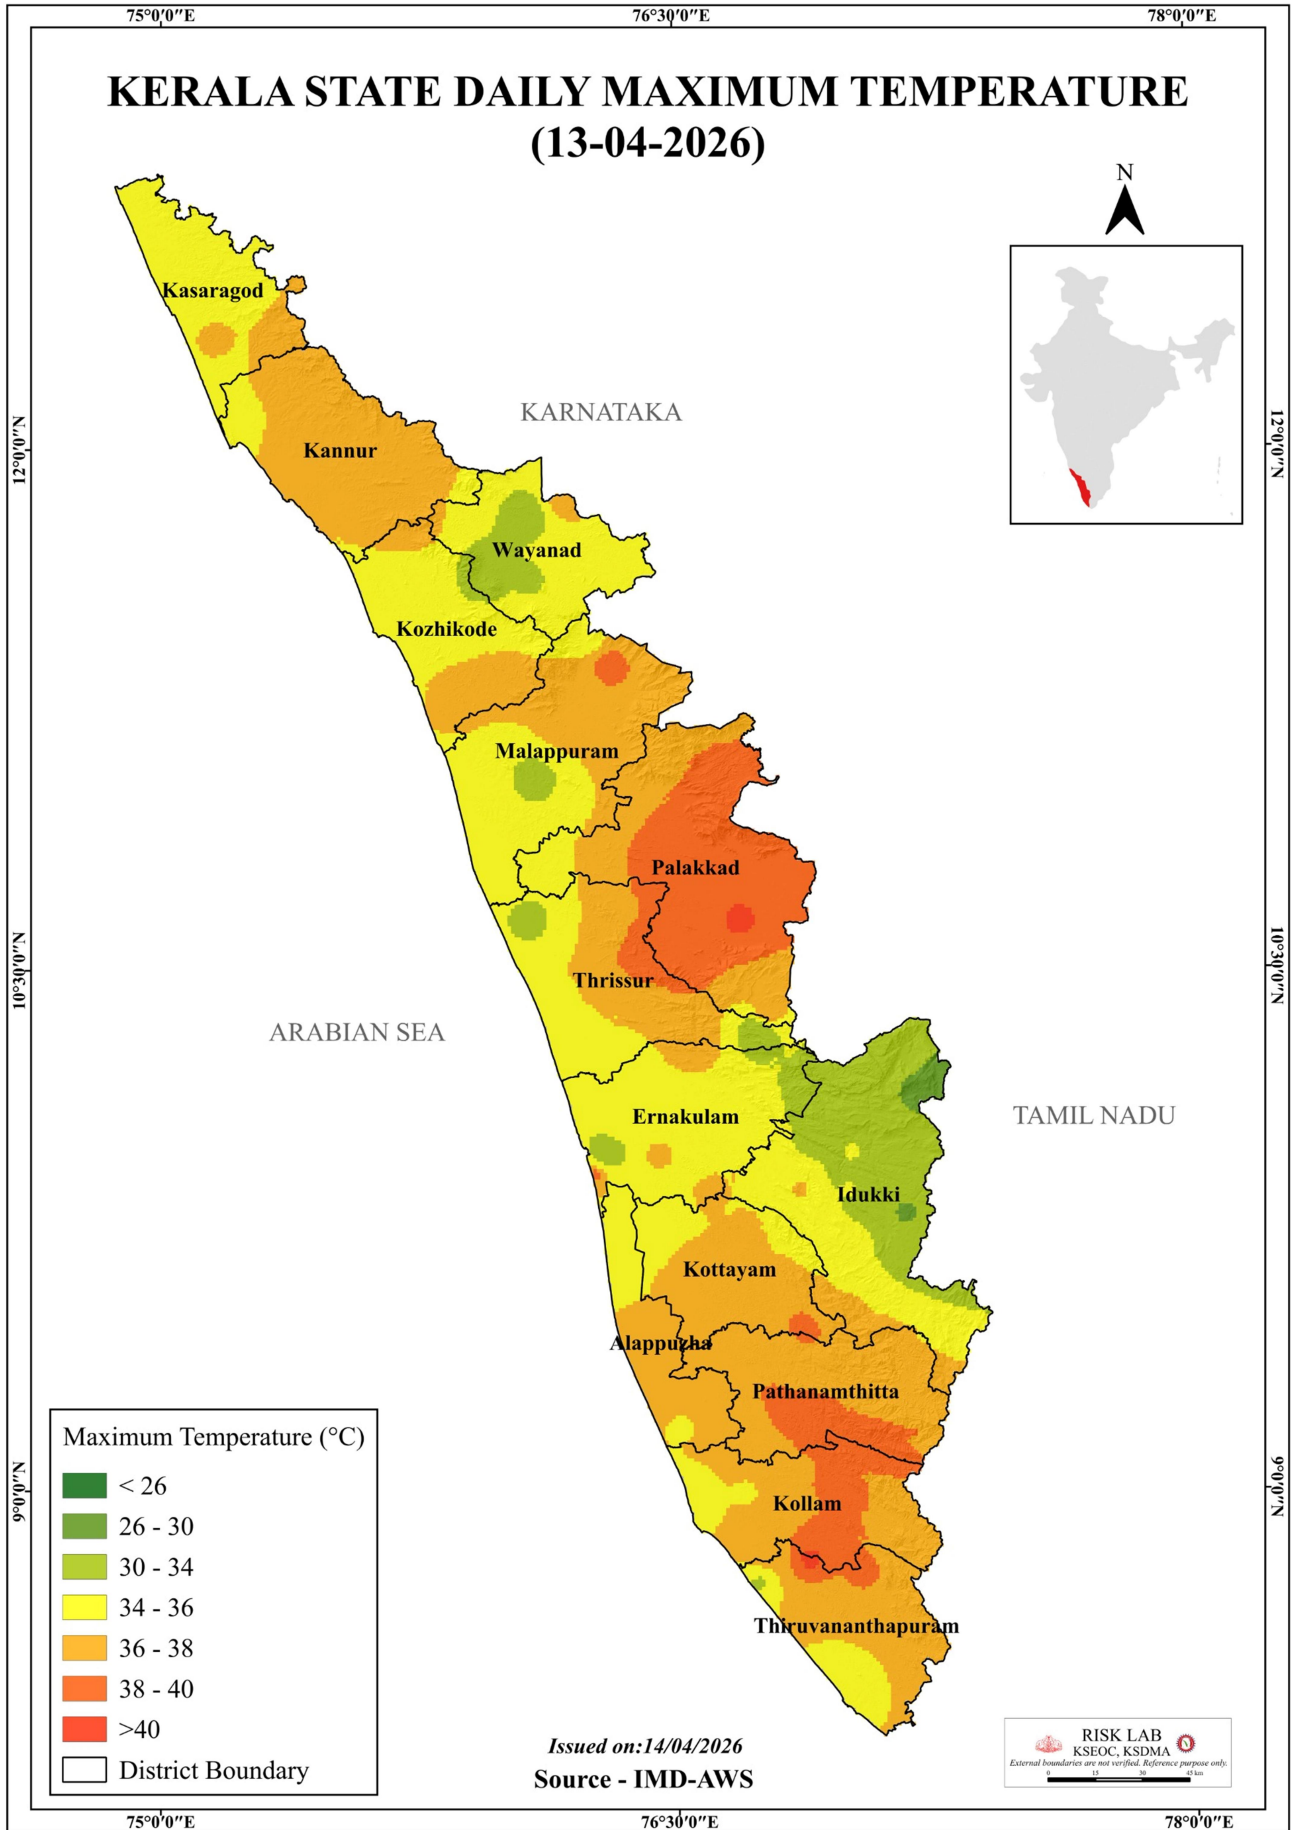 75°0'0"E 76°30'0"E 78°0'0"E
KERALA STATE DAILY MAXIMUM TEMPERATURE
(13-04-2026)
N
Kasaragod
KARNATAKA
12°0'0"N 12°0'0"N
Kannur
Wayanad
Kozhikode
Malappuram
Palakkad
10°30'0"N 10°30'0"N
Thrissur
ARABIAN SEA
Ernakulam
TAMIL NADU
Idukki
Kottayam
Alappuzha
Pathanamthitta
9°0'0"N 9°0'0"N
Kollam
Thiruvananthapuram
Maximum Temperature (°C)
< 26
26 - 30
30 - 34
34 - 36
36 - 38
38 - 40
>40
District Boundary
Issued on:14/04/2026
Source - IMD-AWS
RISK LAB
KSEOC, KSDMA
External boundaries are not verified. Reference purpose only.
0 15 30 45 km
75°0'0"E 76°30'0"E 78°0'0"E